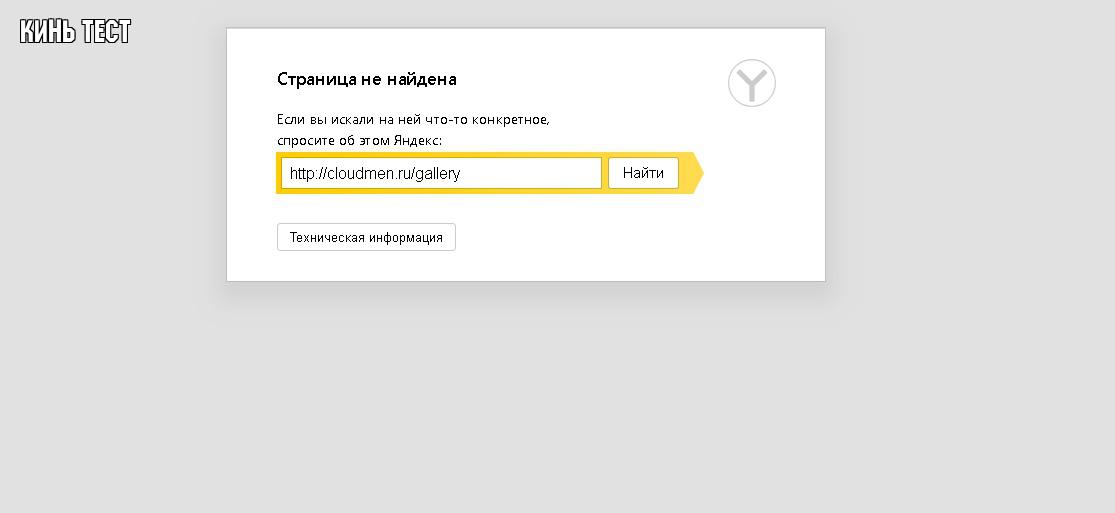 КИНЬ ТЕСТ
Страница не найдена
Если вы искали на ней что-то конкретное,
спросите об этом Яндекс:
http://cloudmen.ru/gallery
Найти
Техническая информация